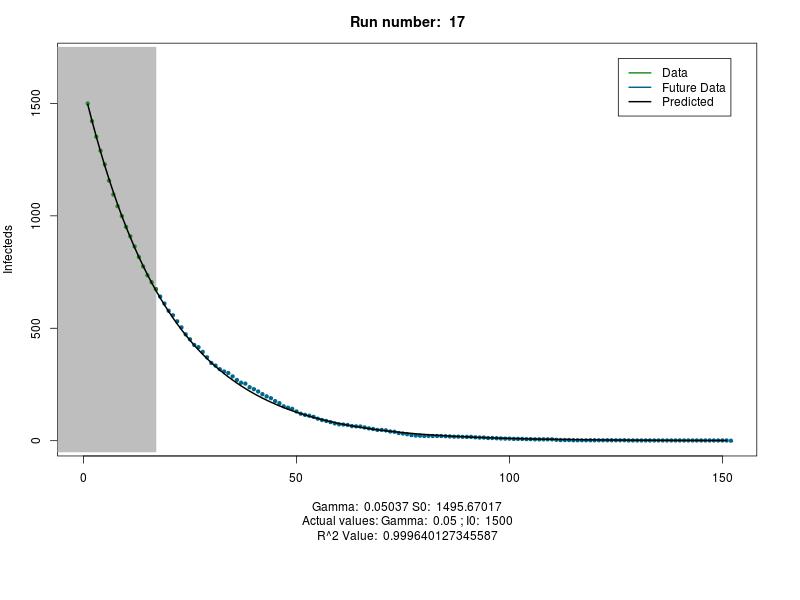 Run number: 17
Data
Future Data
Predicted
Infecteds
1500
1000
500
0
0 50 100 150
Gamma: 0.05037 S0: 1495.67017
Actual values: Gamma: 0.05 ; I0: 1500
R^2 Value: 0.999640127345587